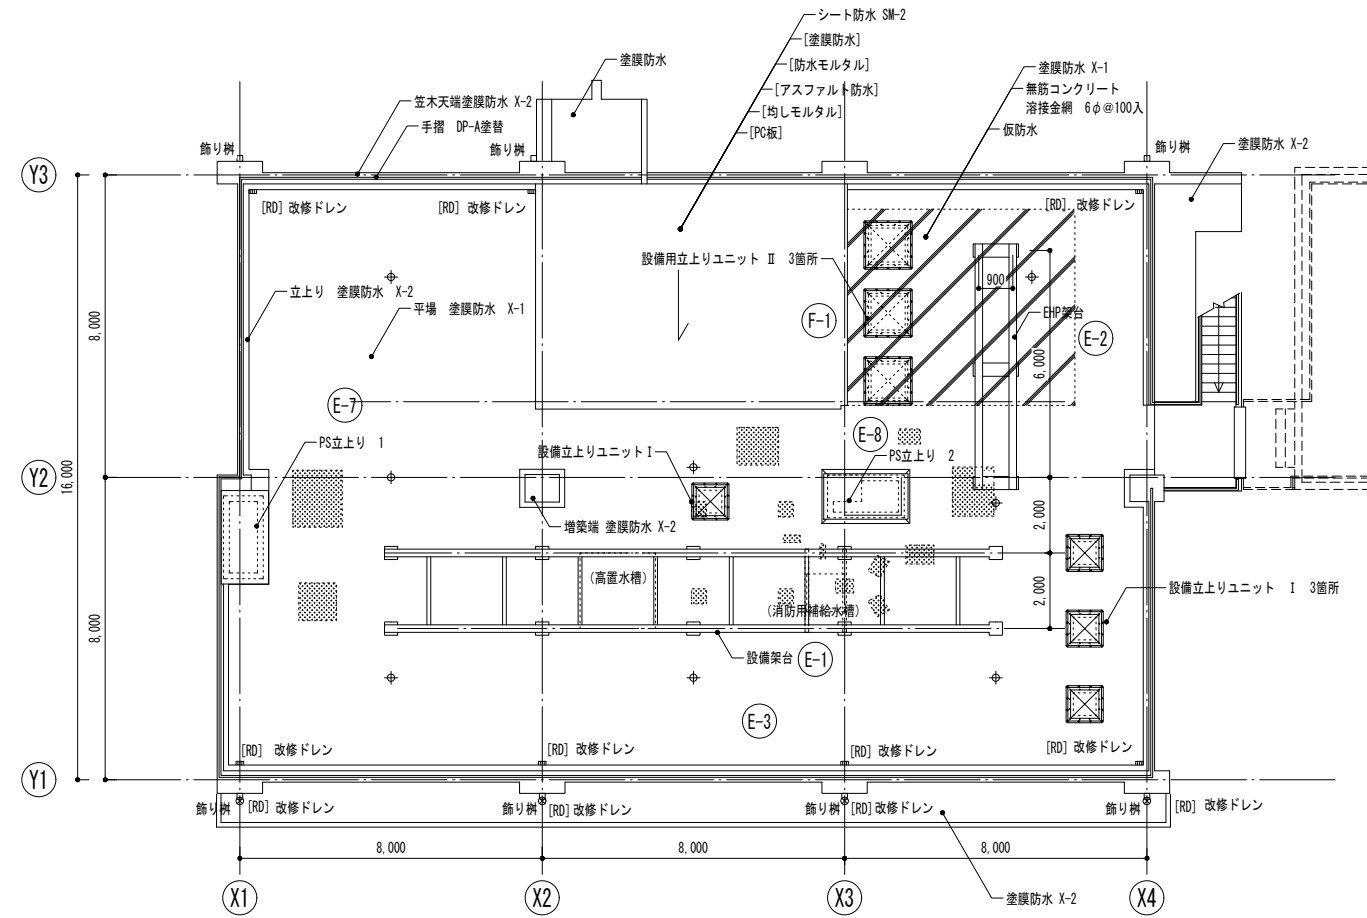 シート防水 SM-2
[塗膜防水]
[防水モルタル]
[アスファルト防水]
[均しモルタル]
[PC板]
塗膜防水
塗膜防水 X-1
無筋コンクリート
溶接金網 6φ@100入
仮防水
笠木天端塗膜防水 X-2
手摺 DP-A塗替
飾り桝
飾り桝
飾り桝
塗膜防水 X-2
Y3
[RD] 改修ドレン
[RD] 改修ドレン
[RD] 改修ドレン
設備用立上りユニット Ⅱ 3箇所
900
立上り 塗膜防水 X-2
平場 塗膜防水 X-1
F-1
EHP架台
E-2
8,000
6,000
E-7
E-8
PS立上り 1
設備立上りユニットⅠ
PS立上り 2
Y2
16,000
増築端 塗膜防水 X-2
2,000
(高置水槽)
(消防用補給水槽)
2,000
設備立上りユニット Ⅰ 3箇所
8,000
設備架台
E-1
E-3
[RD] 改修ドレン
[RD] 改修ドレン
[RD] 改修ドレン
[RD] 改修ドレン
Y1
飾り桝
[RD] 改修ドレン
飾り桝
[RD] 改修ドレン
飾り桝
[RD] 改修ドレン
飾り桝
[RD] 改修ドレン
8,000
8,000
8,000
X1
X2
X3
X4
塗膜防水 X-2